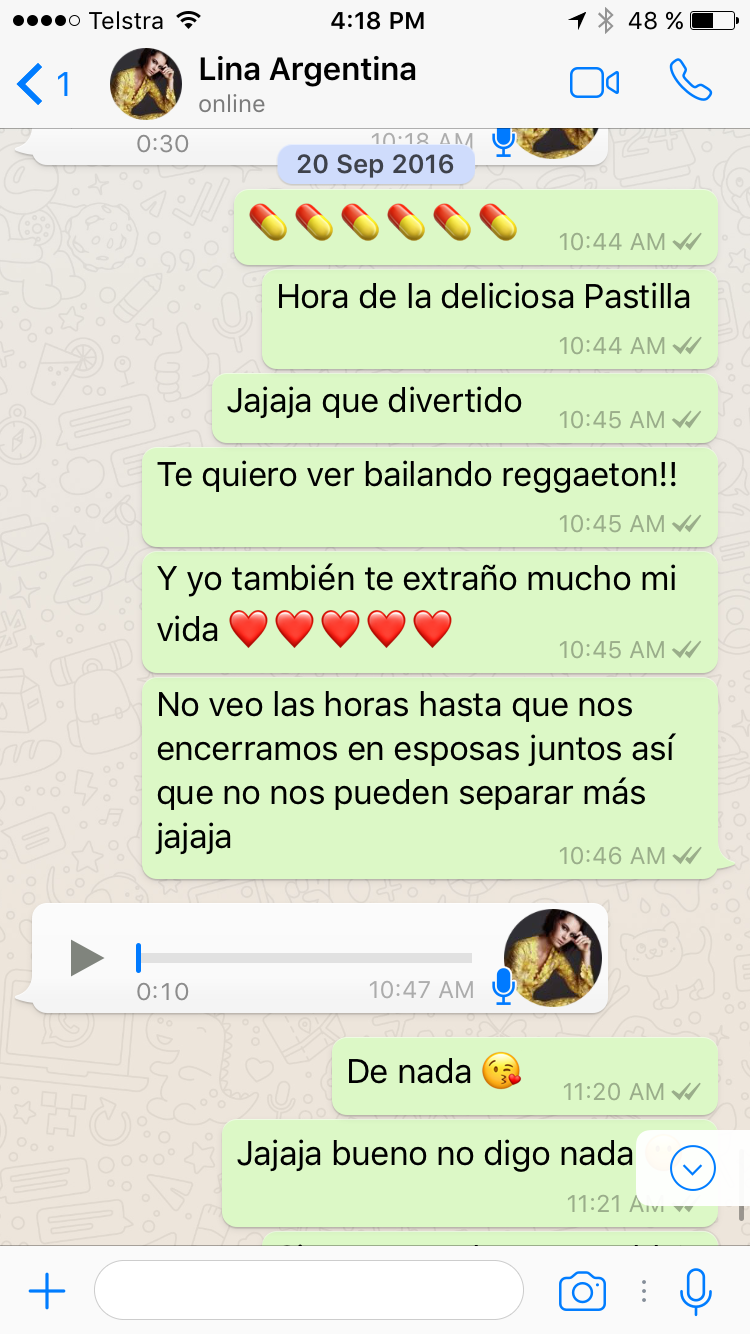 Telstra 4:18 PM 48 %
1 Lina Argentina
online
0:30 10:18 AM
20 Sep 2016
💊💊💊💊💊💊 10:44 AM
Hora de la deliciosa Pastilla
10:44 AM
Jajaja que divertido 10:45 AM
Te quiero ver bailando reggaeton!!
10:45 AM
Y yo también te extraño mucho mi
vida ❤️❤️❤️❤️❤️
10:45 AM
No veo las horas hasta que nos
encerramos en esposas juntos así
que no nos pueden separar más
jajaja
10:46 AM
0:10 10:47 AM
De nada 😘 11:20 AM
Jajaja bueno no digo nada
11:21 AM